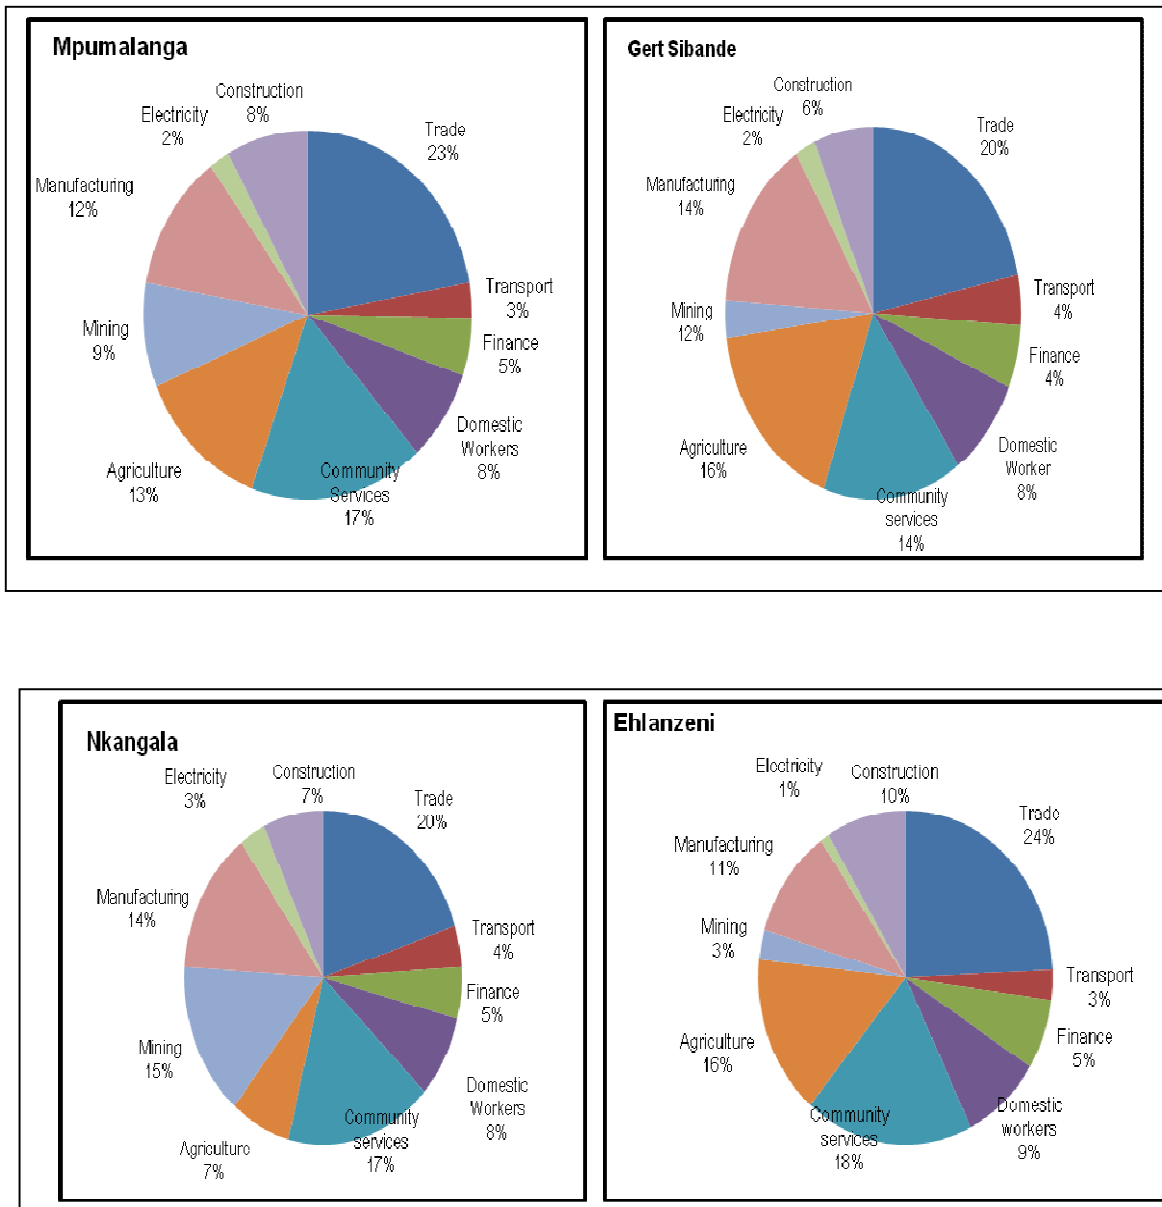 Mpumalanga
Construction
8%
Electricity
2%
Trade
23%
Manufacturing
12%
Transport
3%
Mining
9%
Finance
5%
Domestic
Workers
8%
Agriculture
13%
Community
Services
17%
Gert Sibande
Construction
6%
Electricity
2%
Trade
20%
Manufacturing
14%
Transport
4%
Mining
12%
Finance
4%
Domestic
Worker
8%
Agriculture
16%
Community
services
14%
Nkangala
Electricity
3%
Construction
7%
Trade
20%
Manufacturing
14%
Transport
4%
Finance
5%
Mining
15%
Domestic
Workers
8%
Community
services
17%
Agriculture
7%
Ehlanzeni
Electricity
1%
Construction
10%
Trade
24%
Manufacturing
11%
Mining
3%
Transport
3%
Finance
5%
Agriculture
16%
Domestic
workers
9%
Community
services
18%